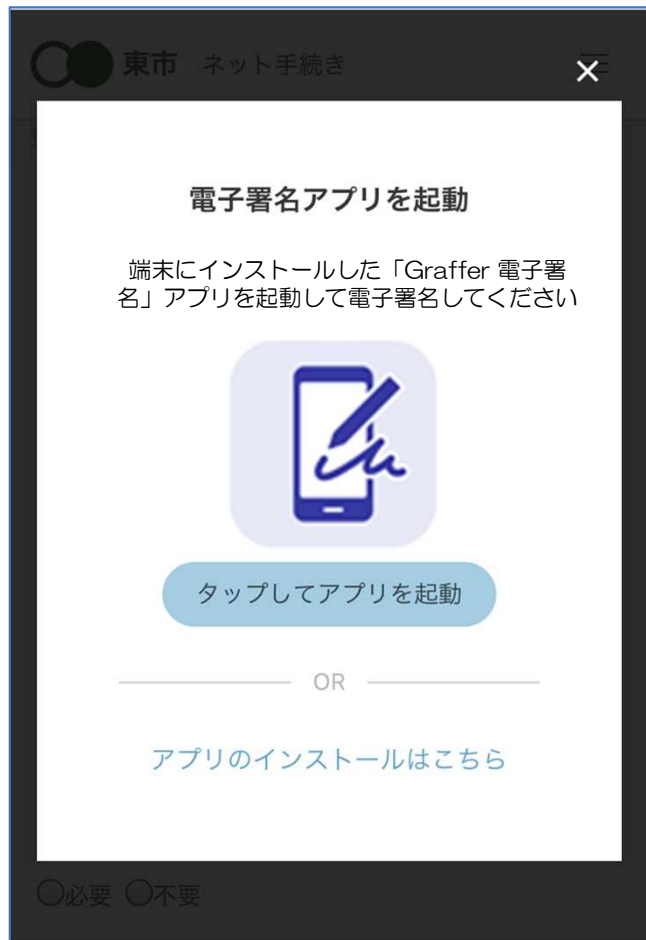 東市 ネット手続き
×
電子署名アプリを起動
端末にインストールした「Graffer 電子署
名」アプリを起動して電子署名してください
タップしてアプリを起動
OR
アプリのインストールはこちら
○必要 ○不要